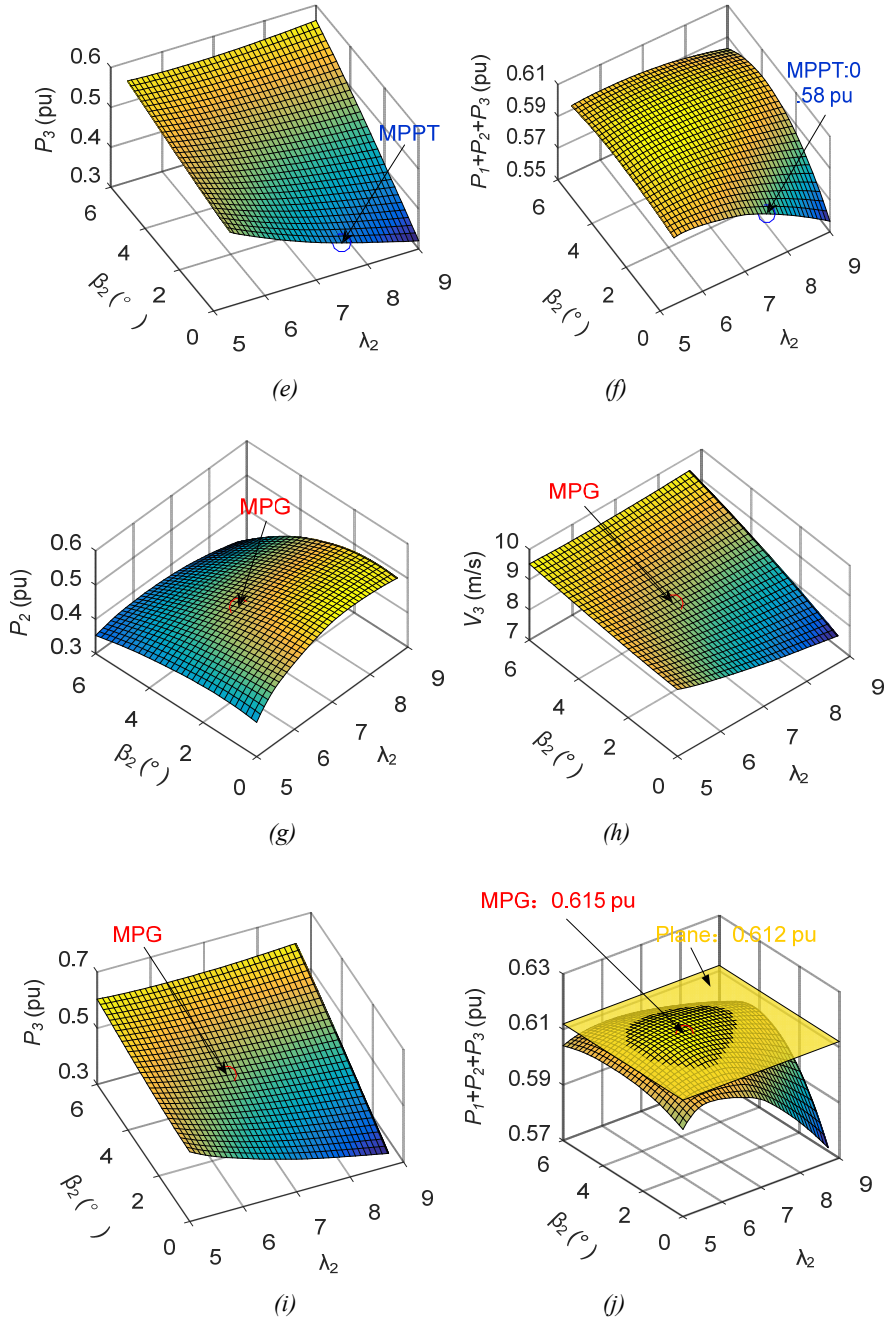 0.6
0.5
0.4
0.3
P3 (pu)
MPPT
6
4
2
0
β2 (°)
5
6
7
8
9
λ2
(e)
0.61
0.59
0.57
0.55
P1+P2+P3 (pu)
MPPT:0
.58 pu
6
4
2
0
β2 (°)
5
6
7
8
9
λ2
(f)
0.6
0.5
0.4
0.3
P2 (pu)
MPG
6
4
2
0
β2 (°)
5
6
7
8
9
λ2
(g)
10
9
8
7
V3 (m/s)
MPG
6
4
2
0
β2 (°)
5
6
7
8
9
λ2
(h)
0.7
0.5
0.3
P3 (pu)
MPG
6
4
2
0
β2 (°)
5
6
7
8
9
λ2
(i)
MPG：0.615 pu
Plane：0.612 pu
0.63
0.61
0.59
0.57
P1+P2+P3 (pu)
6
4
2
0
β2 (°)
5
6
7
8
9
λ2
(j)